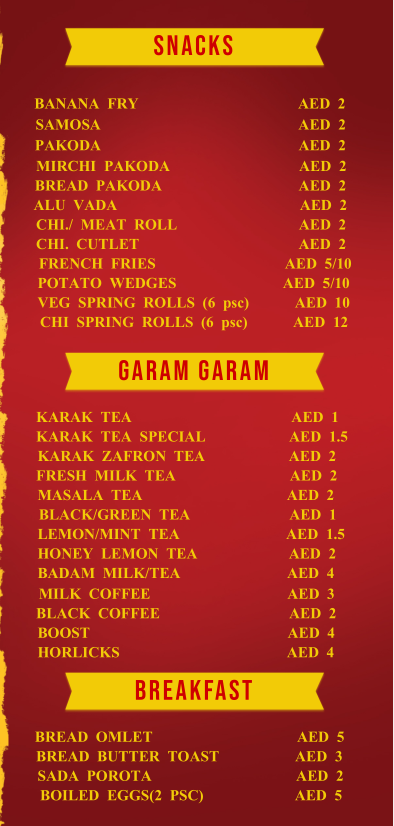 SNACKS
BANANA FRY AED 2
SAMOSA AED 2
PAKODA AED 2
MIRCHI PAKODA AED 2
BREAD PAKODA AED 2
ALU VADA AED 2
CHI./ MEAT ROLL AED 2
CHI. CUTLET AED 2
FRENCH FRIES AED 5/10
POTATO WEDGES AED 5/10
VEG SPRING ROLLS (6 psc) AED 10
CHI SPRING ROLLS (6 psc) AED 12
GARAM GARAM
KARAK TEA AED 1
KARAK TEA SPECIAL AED 1.5
KARAK ZAFRON TEA AED 2
FRESH MILK TEA AED 2
MASALA TEA AED 2
BLACK/GREEN TEA AED 1
LEMON/MINT TEA AED 1.5
HONEY LEMON TEA AED 2
BADAM MILK/TEA AED 4
MILK COFFEE AED 3
BLACK COFFEE AED 2
BOOST AED 4
HORLICKS AED 4
BREAKFAST
BREAD OMLET AED 5
BREAD BUTTER TOAST AED 3
SADA POROTA AED 2
BOILED EGGS(2 PSC) AED 5